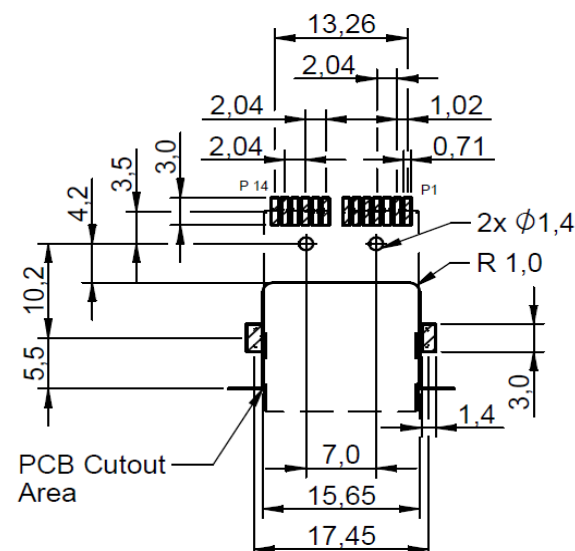 13,26
2,04
2,04
1,02
2,04
0,71
3,0
3,5
4,2
P 14
P1
2x Φ1,4
R 1,0
10,2
5,5
3,0
1,4
PCB Cutout
Area
7,0
15,65
17,45